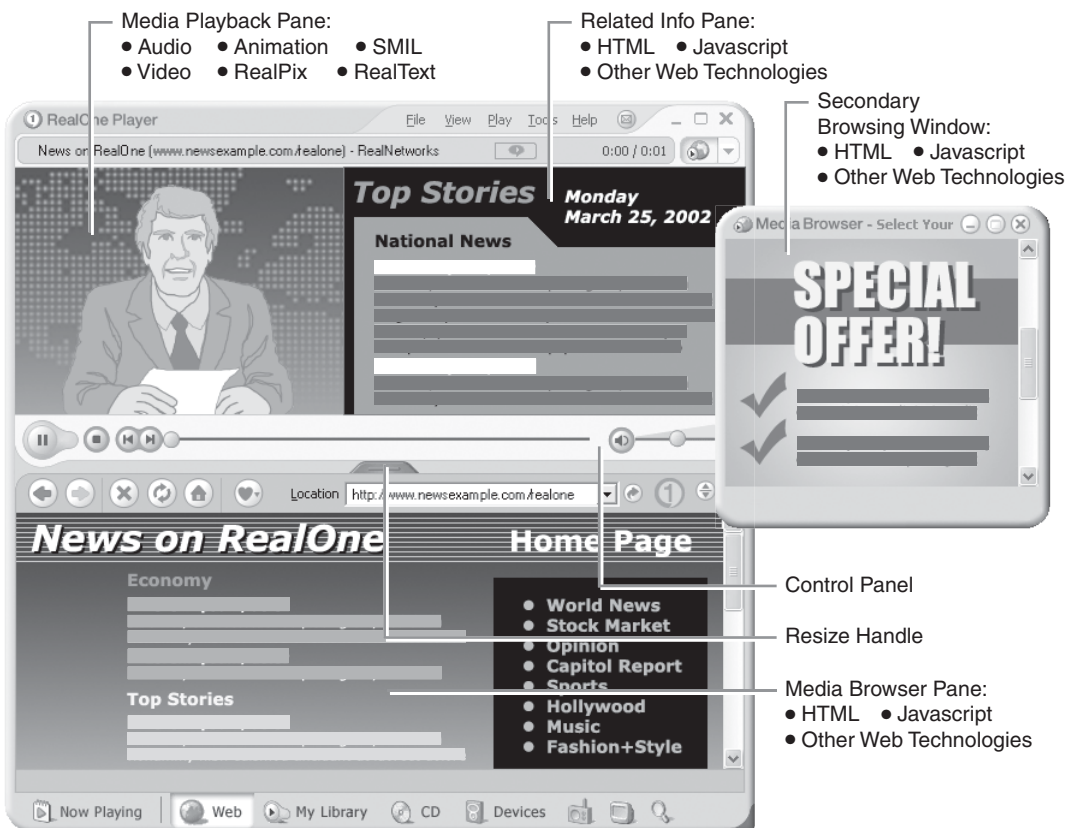 Media Playback Pane:
● Audio ● Animation ● SMIL
● Video ● RealPix ● RealText
Related Info Pane:
● HTML ● Javascript
● Other Web Technologies
Secondary
Browsing Window:
● HTML ● Javascript
● Other Web Technologies
RealOne Player
File View Play Tools Help
News on RealOne (www.newsexample.com/realone) - RealNetworks
0:00 / 0:01
Top Stories
Monday
March 25, 2002
National News
Media Browser - Select Your
SPECIAL
OFFER!
Location http://www.newsexample.com/realone
News on RealOne
Home Page
Economy
Top Stories
● World News
● Stock Market
● Opinion
● Capitol Report
● Sports
● Hollywood
● Music
● Fashion+Style
Control Panel
Resize Handle
Media Browser Pane:
● HTML ● Javascript
● Other Web Technologies
Now Playing Web My Library CD Devices